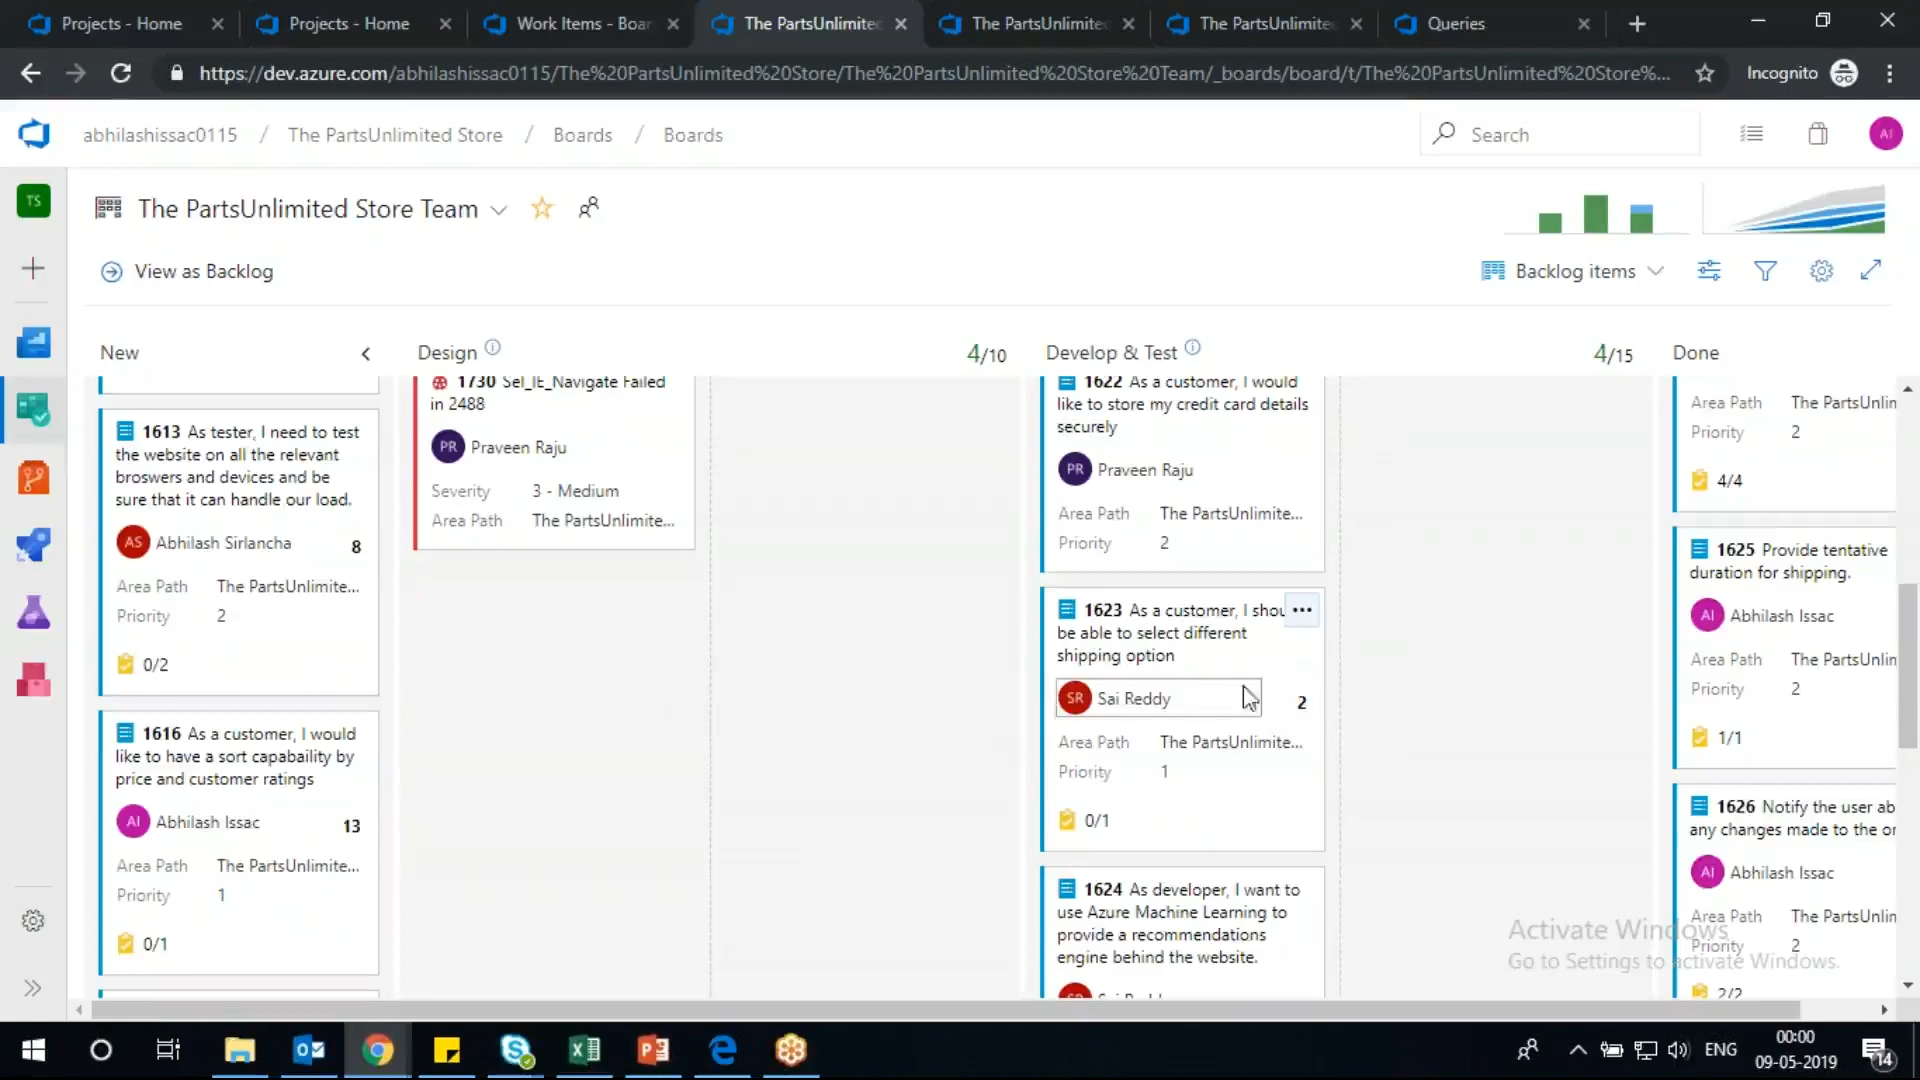 Projects - Home
Projects - Home
Work Items - Boar
The PartsUnlimited
The PartsUnlimite
The PartsUnlimite
Queries
https://dev.azure.com/abhilashissac0115/The%20PartsUnlimited%20Store/The%20PartsUnlimited%20Store%20Team/_boards/board/t/The%20PartsUnlimited%20Store%...
Incognito
abhilashissac0115 / The PartsUnlimited Store / Boards / Boards
Search
AI
TS
The PartsUnlimited Store Team
View as Backlog
Backlog items
New
Design
4/10
Develop & Test
4/15
Done
1613 As tester, I need to test
the website on all the relevant
broswers and devices and be
sure that it can handle our load.
AS Abhilash Sirlancha 8
Area Path The PartsUnlimite...
Priority 2
0/2
1616 As a customer, I would
like to have a sort capabaility by
price and customer ratings
AI Abhilash Issac 13
Area Path The PartsUnlimite...
Priority 1
0/1
1730 Sel_IE_Navigate Failed
in 2488
PR Praveen Raju
Severity 3 - Medium
Area Path The PartsUnlimite...
1622 As a customer, I would
like to store my credit card details
securely
PR Praveen Raju
Area Path The PartsUnlimite...
Priority 2
1623 As a customer, I shou
be able to select different
shipping option
SR Sai Reddy 2
Area Path The PartsUnlimite...
Priority 1
0/1
1624 As developer, I want to
use Azure Machine Learning to
provide a recommendations
engine behind the website.
Area Path The PartsUnlim
Priority 2
4/4
1625 Provide tentative
duration for shipping.
AI Abhilash Issac
Area Path The PartsUnlim
Priority 2
1/1
1626 Notify the user ab
any changes made to the or
AI Abhilash Issac
Area Path The PartsUnlim
Priority 2
2/2
Activate Windows
Go to Settings to activate Windows.
ENG
00:00
09-05-2019
14